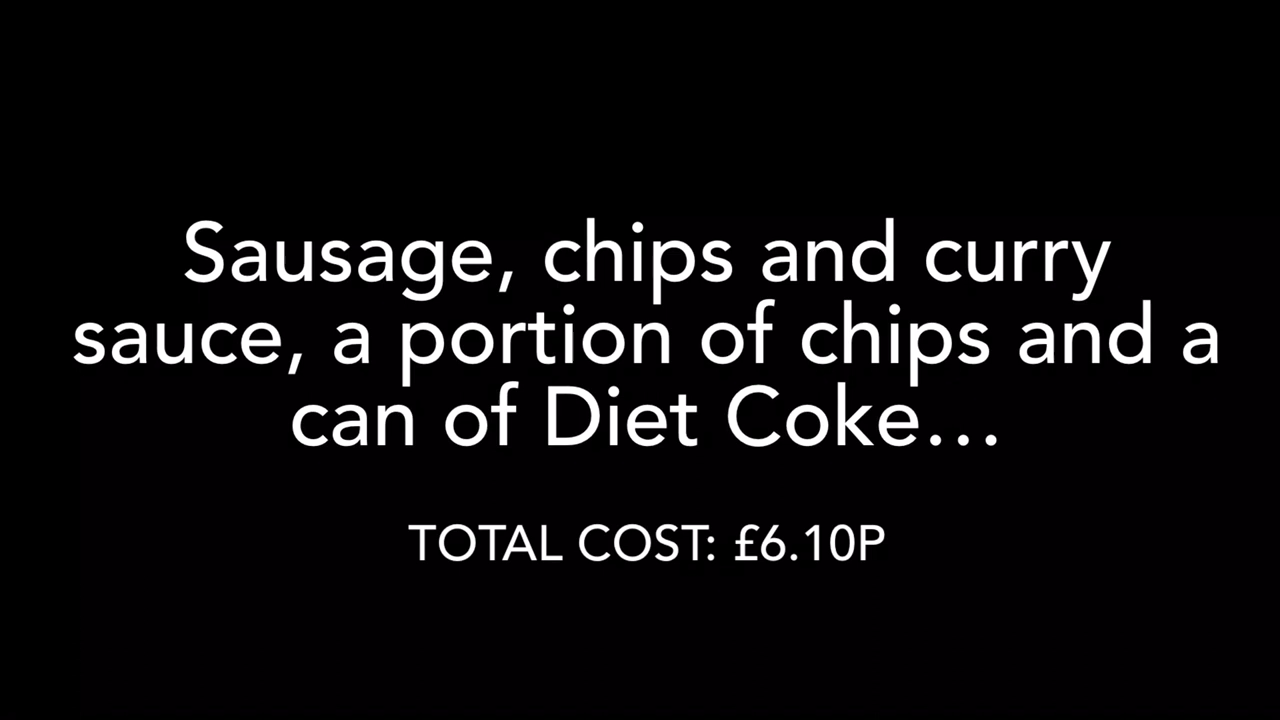 Sausage, chips and curry
sauce, a portion of chips and a
can of Diet Coke...
TOTAL COST: £6.10P